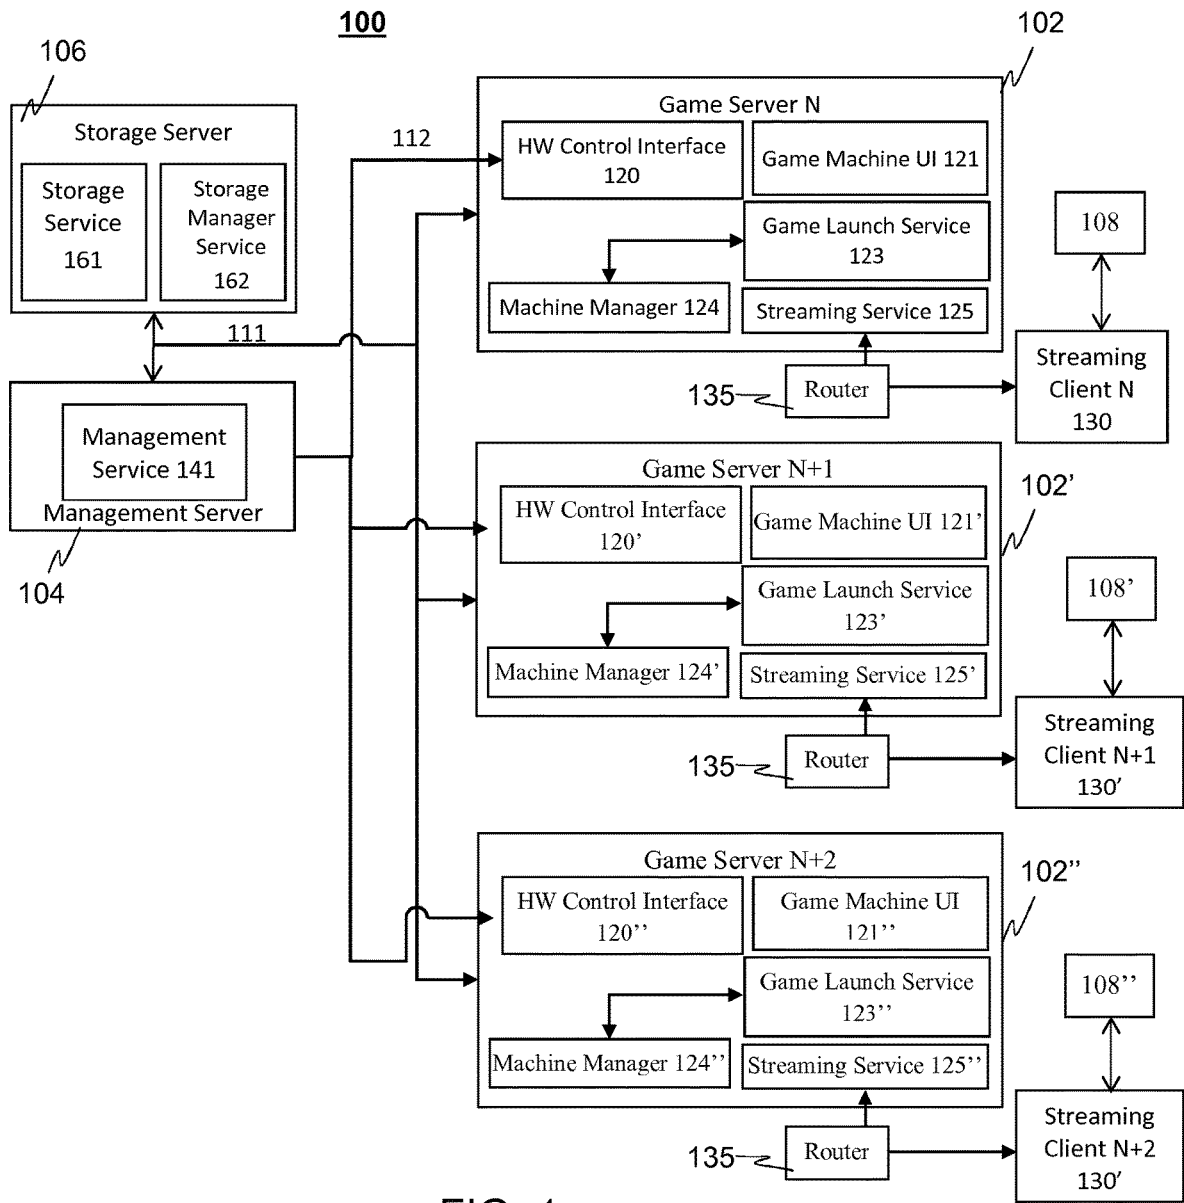 100
106
102
Storage Server
Storage
Service
161
Storage
Manager
Service
162
112
111
Game Server N
HW Control Interface
120
Game Machine UI 121
Game Launch Service
123
Machine Manager 124
Streaming Service 125
108
135
Router
Streaming
Client N
130
Management
Service 141
Management Server
104
Game Server N+1
102'
HW Control Interface
120'
Game Machine UI 121'
Game Launch Service
123'
Machine Manager 124'
Streaming Service 125'
108'
135
Router
Streaming
Client N+1
130'
Game Server N+2
102"
HW Control Interface
120’’
Game Machine UI
121’’
Game Launch Service
123’’
Machine Manager 124’’
Streaming Service 125’’
108’’
135
Router
Streaming
Client N+2
130'